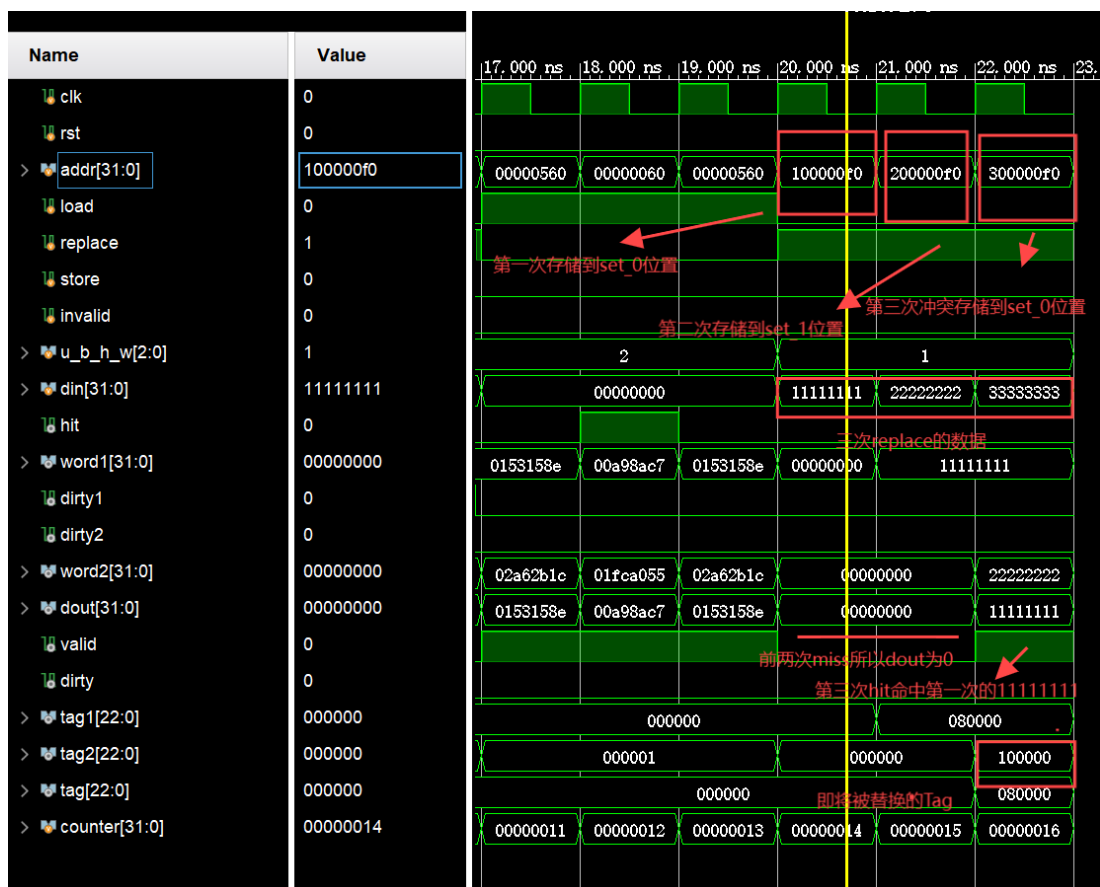 Name Value
17.000 ns 18.000 ns 19.000 ns 20.000 ns 21.000 ns 22.000 ns 23.
clk 0
rst 0
addr[31:0] 100000f0 00000560 00000060 00000560 100000f0 200000f0 300000f0
load 0
replace 1
第一次存储到set_0位置
store 0
第三次冲突存储到set_0位置
invalid 0
第二次存储到set_1位置
u_b_h_w[2:0] 1 2 1
din[31:0] 11111111 00000000 11111111 22222222 33333333
hit 0
三次replace的数据
word1[31:0] 00000000 0153158e 00a98ac7 0153158e 00000000 11111111
dirty1 0
dirty2 0
word2[31:0] 00000000 02a62b1c 01fca055 02a62b1c 00000000 22222222
dout[31:0] 00000000 0153158e 00a98ac7 0153158e 00000000 11111111
valid 0
前两次miss所以dout为0
dirty 0
第三次hit命中第一次的11111111
tag1[22:0] 000000 000000 080000
tag2[22:0] 000000 000001 000000 100000
tag[22:0] 000000 000000 080000
即将被替换的Tag
counter[31:0] 00000014 00000011 00000012 00000013 00000014 00000015 00000016